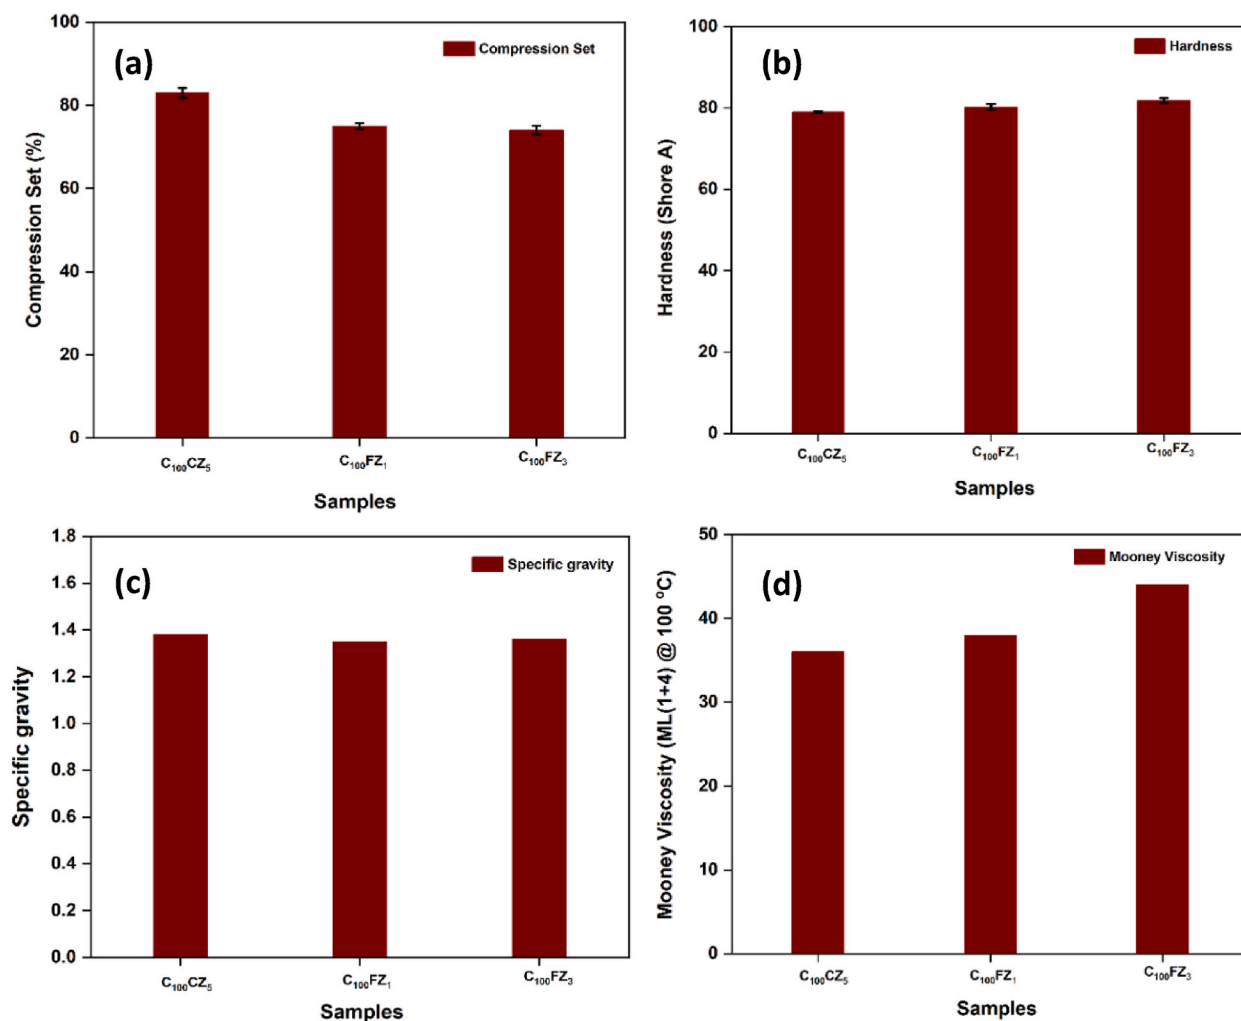 (a)
Compression Set
Compression Set (%)
100
80
60
40
20
0
C₁₀₀CZ₅
C₁₀₀FZ₁
C₁₀₀FZ₃
Samples
(b)
Hardness
Hardness (Shore A)
100
80
60
40
20
0
C₁₀₀CZ₅
C₁₀₀FZ₁
C₁₀₀FZ₃
Samples
(c)
Specific gravity
Specific gravity
1.8
1.6
1.4
1.2
1.0
0.8
0.6
0.4
0.2
0.0
C₁₀₀CZ₅
C₁₀₀FZ₁
C₁₀₀FZ₃
Samples
(d)
Mooney Viscosity
Mooney Viscosity (ML(1+4) @ 100 °C)
50
40
30
20
10
0
C₁₀₀CZ₅
C₁₀₀FZ₁
C₁₀₀FZ₃
Samples